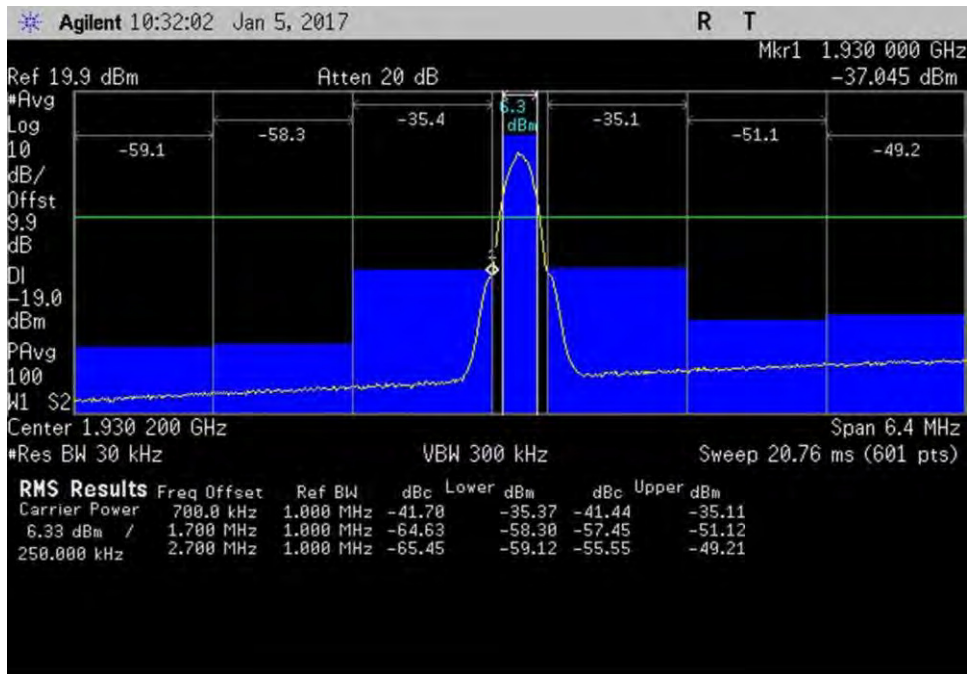 Agilent 10:32:02 Jan 5, 2017 R T
Mkr1 1.930 000 GHz
Ref 19.9 dBm Atten 20 dB -37.045 dBm
#Avg
Log
10
dB/
Offst
9.9
dB
DI
-19.0
dBm
PAvg
100
W1 S2
-59.1
-58.3
-35.4
6.3
dBm
-35.1
-51.1
-49.2
1
Center 1.930 200 GHz Span 6.4 MHz
#Res BW 30 kHz VBW 300 kHz Sweep 20.76 ms (601 pts)
RMS Results Freq Offset Ref BW dBc Lower dBm dBc Upper dBm
Carrier Power 700.0 kHz 1.000 MHz -41.70 -35.37 -41.44 -35.11
6.33 dBm / 1.700 MHz 1.000 MHz -64.63 -58.30 -57.45 -51.12
250.000 kHz 2.700 MHz 1.000 MHz -65.45 -59.12 -55.55 -49.21